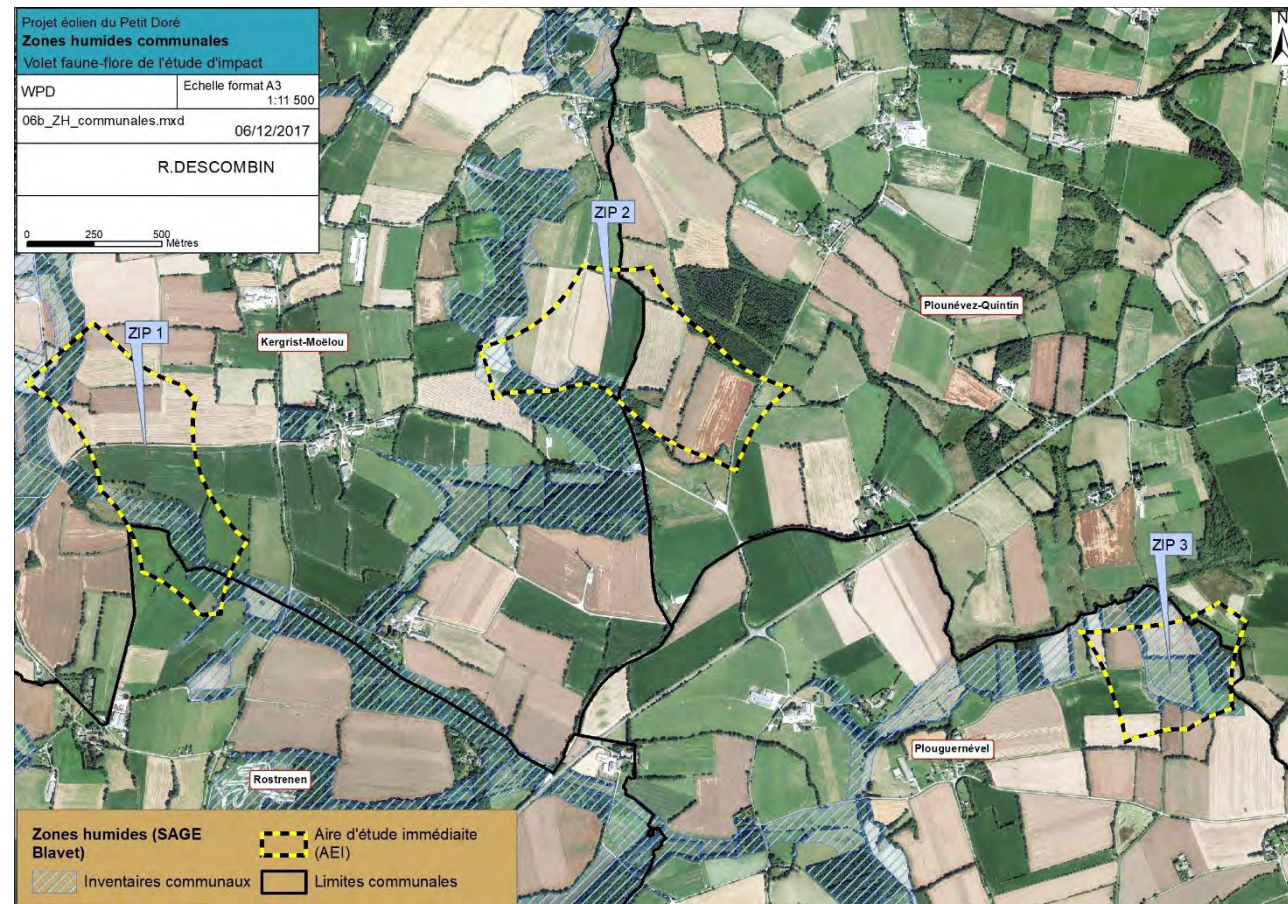 Projet éolien du Petit Doré
Zones humides communales
Volet faune-flore de l'étude d'impact
WPD
Echelle format A3
1:11 500
06b_ZH_communales.mxd
06/12/2017
R.DESCOMBIN
0 250 500
Mètres
N
ZIP 2
ZIP 1
Kergrist-Moëlou
Plounévez-Quintin
ZIP 3
Plouguernével
Rostrenen
Zones humides (SAGE
Blavet)
Inventaires communaux
Aire d'étude immédiaite
(AEI)
Limites communales